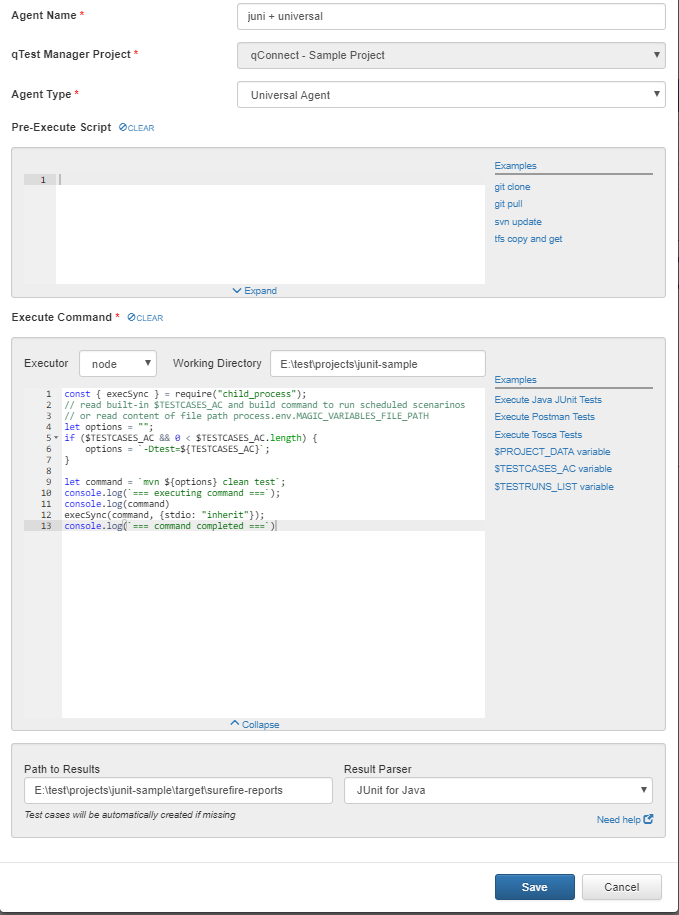 Agent Name *
juni + universal
qTest Manager Project *
qConnect - Sample Project
Agent Type *
Universal Agent
Pre-Execute Script CLEAR
1
Examples
git clone
git pull
svn update
tfs copy and get
Expand
Execute Command * CLEAR
Executor node Working Directory E:\test\projects\junit-sample
1 const { execSync } = require("child_process");
2 // read built-in $TESTCASES_AC and build command to run scheduled scenarinos
3 // or read content of file path process.env.MAGIC_VARIABLES_FILE_PATH
4 let options = "";
5 if ($TESTCASES_AC && 0 < $TESTCASES_AC.length) {
6 options = `-Dtest=${TESTCASES_AC}`;
7 }
8
9 let command = `mvn ${options} clean test`;
10 console.log(`=== executing command ===`);
11 console.log(command)
12 execSync(command, {stdio: "inherit"});
13 console.log(`=== command completed ===`)
Examples
Execute Java JUnit Tests
Execute Postman Tests
Execute Tosca Tests
$PROJECT_DATA variable
$TESTCASES_AC variable
$TESTRUNS_LIST variable
Collapse
Path to Results
E:\test\projects\junit-sample\target\surefire-reports
Test cases will be automatically created if missing
Result Parser
JUnit for Java
Need help
Save Cancel